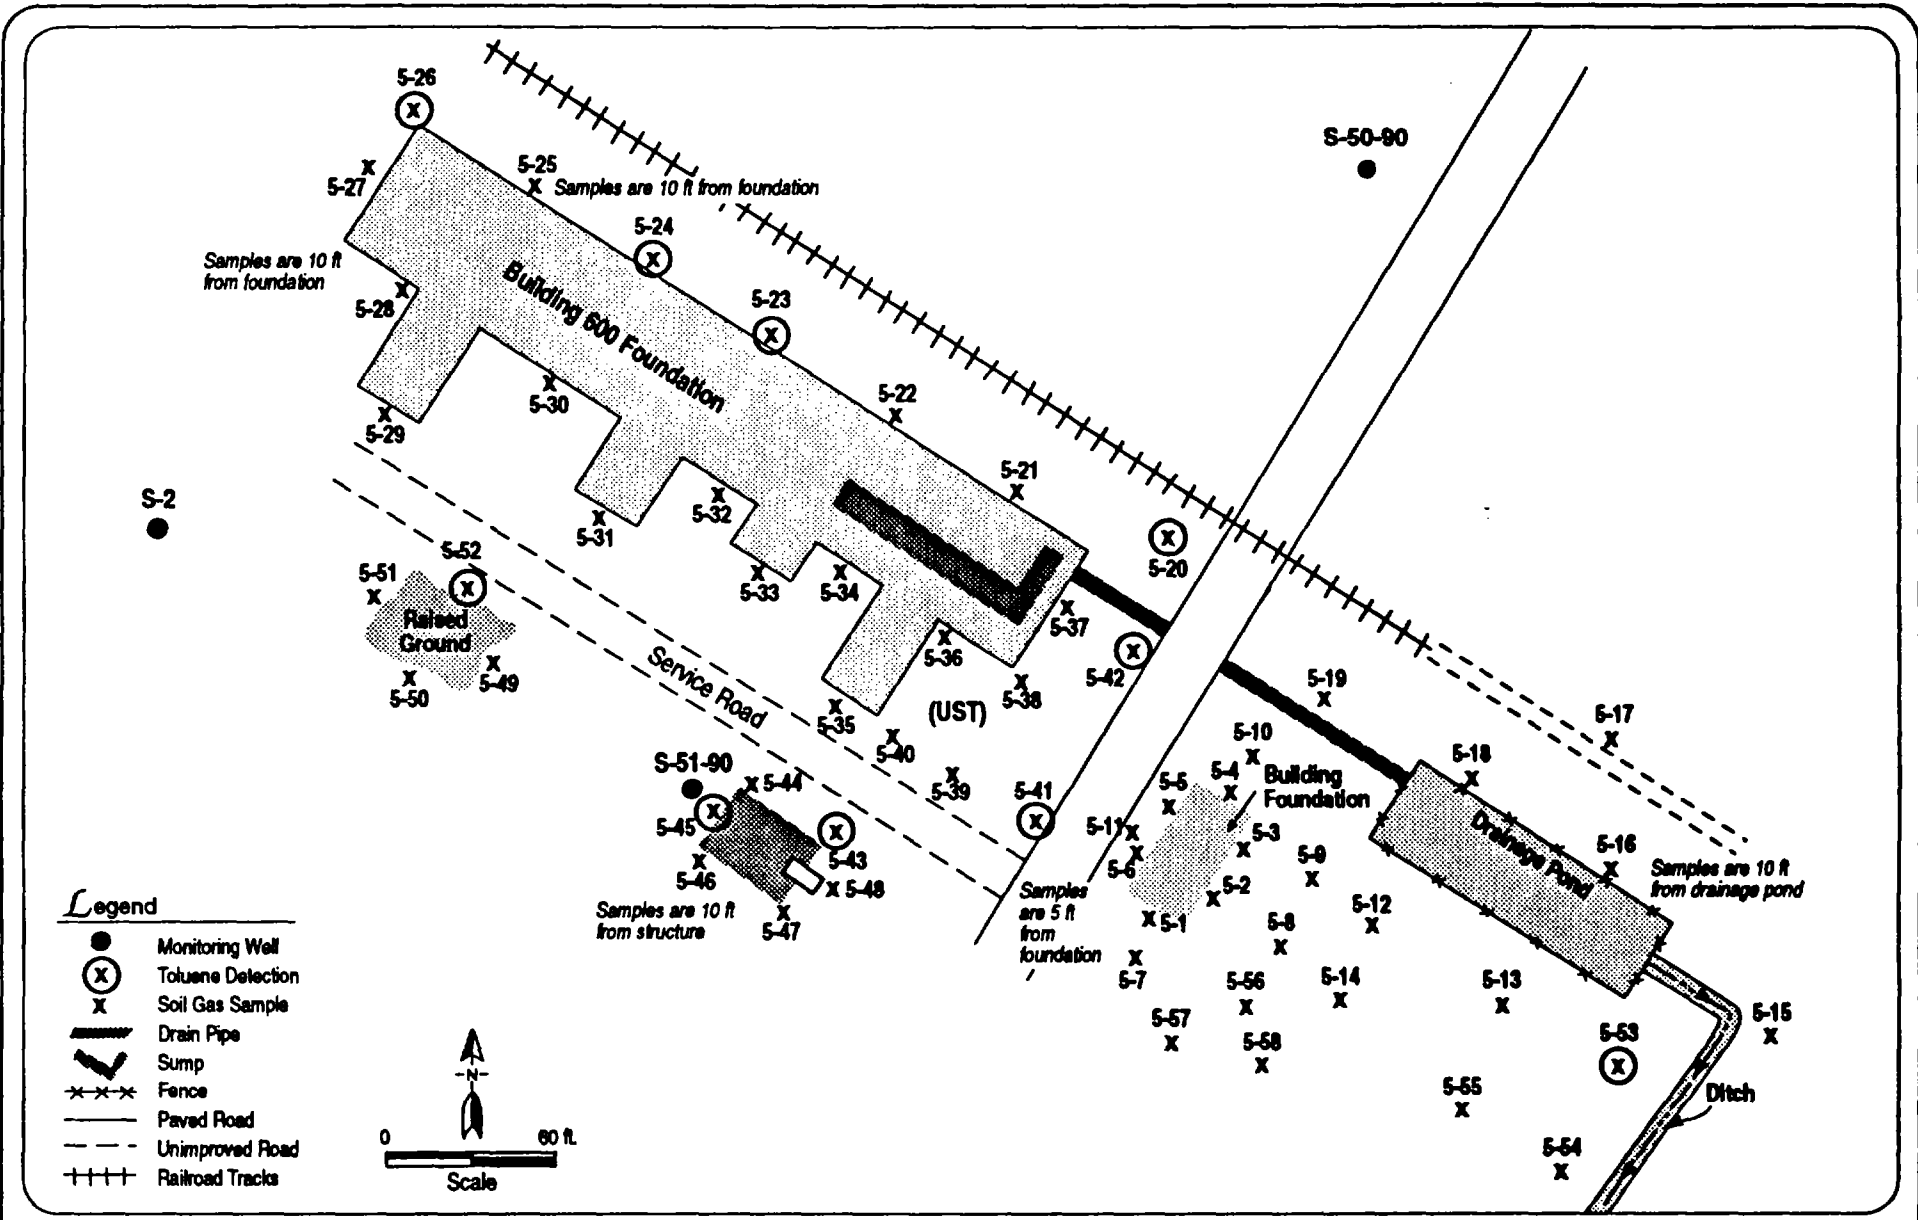 5-26
S-50-90
5-25
5-27
Samples are 10 ft from foundation
5-24
Samples are 10 ft
from foundation
5-28
5-23
Building 600 Foundation
5-22
5-30
5-29
5-21
S-2
5-32
5-31
5-52
5-51
5-20
5-33
5-34
Raised
Ground
5-37
5-36
5-42
5-50
5-49
Service Road
5-38
5-19
(UST)
5-35
5-17
5-40
5-10
5-18
S-51-90
5-44
5-4
Building
Foundation
5-5
5-39
5-41
5-45
5-11
5-3
Drainage Pond
5-43
5-9
5-16
5-6
Samples are 10 ft
from drainage pond
5-46
5-48
5-2
Samples
are 5 ft
from
foundation
5-12
Samples are 10 ft
from structure
5-47
5-1
5-8
5-7
5-56
5-14
5-13
5-15
5-57
5-58
5-53
5-55
Ditch
5-54
Legend
Monitoring Well
Toluene Detection
Soil Gas Sample
Drain Pipe
Sump
Fence
Paved Road
Unimproved Road
Railroad Tracks
N
0
60 ft.
Scale